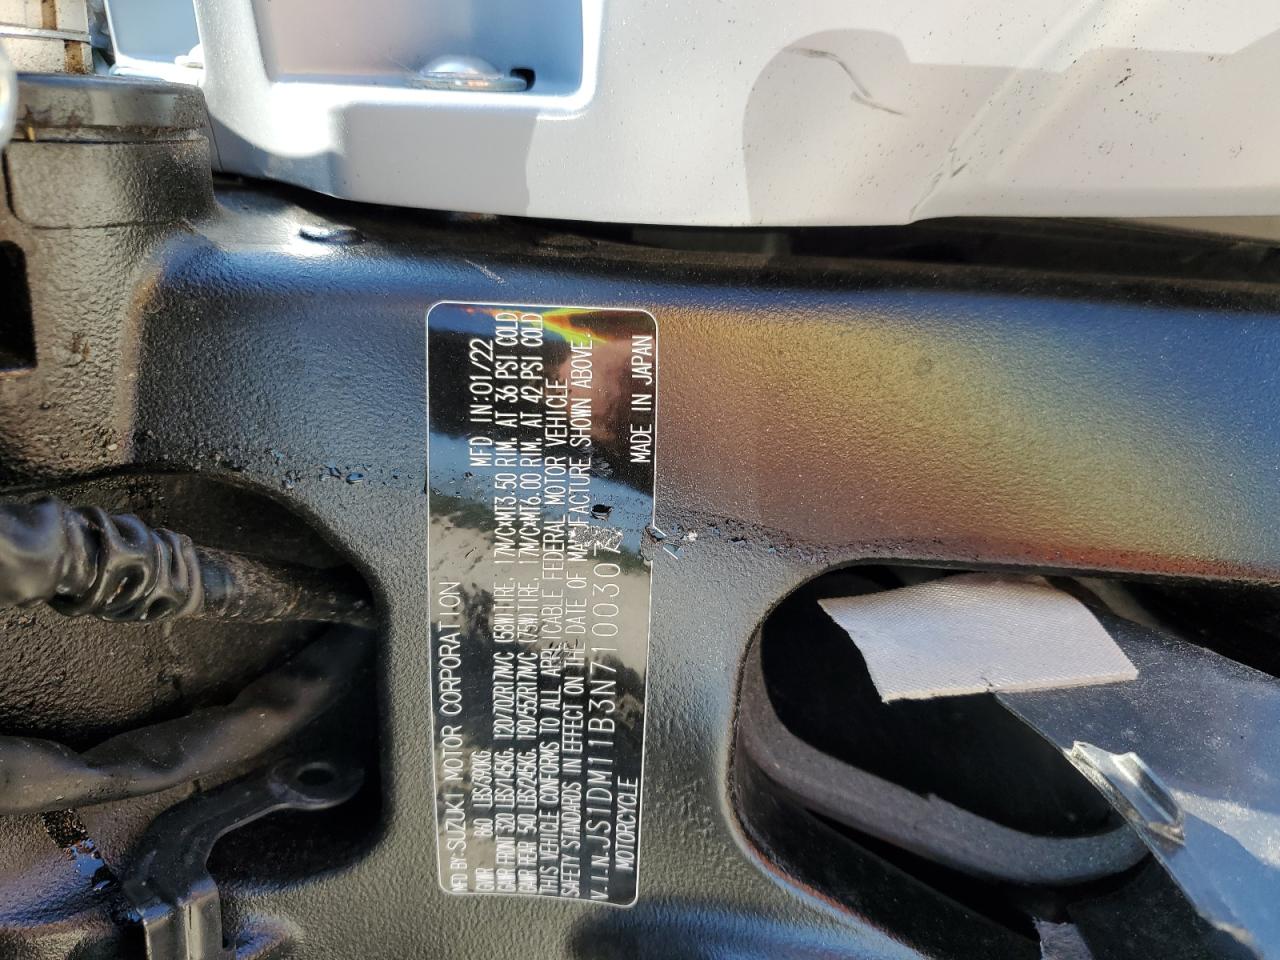 MFD BY:SUZUKI MOTOR CORPORATION MFD IN:01/22
GVWR 860 LBS/390KG.
GAWR FRONT 320 LBS/145KG. 120/70ZR17M/C (58W)TIRE, 17M/C×MT3.50 RIM. AT 36 PSI COLD
GAWR REAR 540 LBS/245KG. 190/55ZR17M/C (75W)TIRE, 17M/C×MT6.00 RIM. AT 42 PSI COLD
THIS VEHICLE CONFORMS TO ALL APPLICABLE FEDERAL MOTOR VEHICLE
SAFETY STANDARDS IN EFFECT ON THE DATE OF MANUFACTURE SHOWN ABOVE.
V.I.N.JS1DM11B3N7100307
MOTORCYCLE MADE IN JAPAN